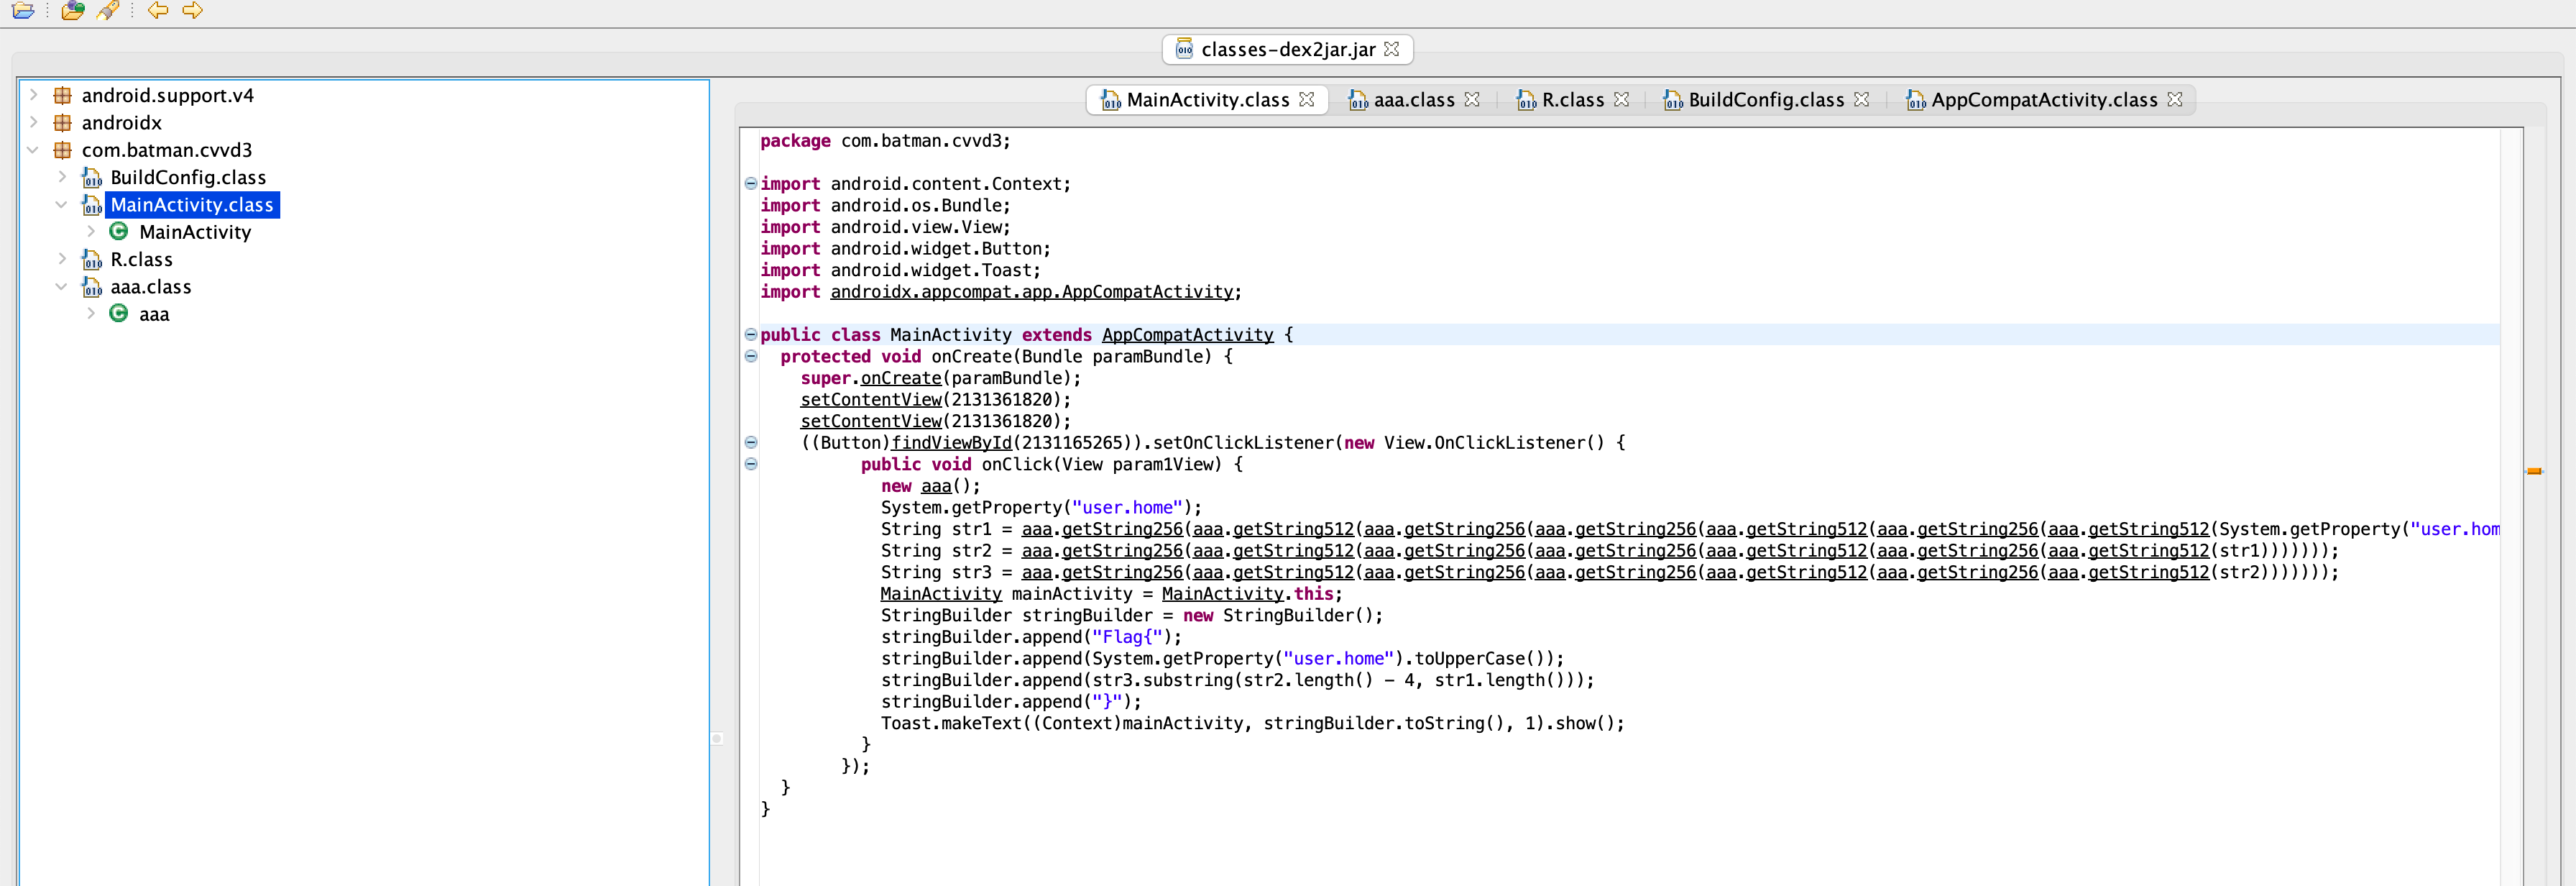 classes-dex2jar.jar
android.support.v4
androidx
com.batman.cvvd3
BuildConfig.class
MainActivity.class
MainActivity
R.class
aaa.class
aaa
MainActivity.class aaa.class R.class BuildConfig.class AppCompatActivity.class
package com.batman.cvvd3;
import android.content.Context;
import android.os.Bundle;
import android.view.View;
import android.widget.Button;
import android.widget.Toast;
import androidx.appcompat.app.AppCompatActivity;
public class MainActivity extends AppCompatActivity {
protected void onCreate(Bundle paramBundle) {
super.onCreate(paramBundle);
setContentView(2131361820);
setContentView(2131361820);
((Button)findViewById(2131165265)).setOnClickListener(new View.OnClickListener() {
public void onClick(View param1View) {
new aaa();
System.getProperty("user.home");
String str1 = aaa.getString256(aaa.getString512(aaa.getString256(aaa.getString256(aaa.getString512(aaa.getString256(aaa.getString512(System.getProperty("user.hom
String str2 = aaa.getString256(aaa.getString512(aaa.getString256(aaa.getString256(aaa.getString512(aaa.getString256(aaa.getString512(str1)))))));
String str3 = aaa.getString256(aaa.getString512(aaa.getString256(aaa.getString256(aaa.getString512(aaa.getString256(aaa.getString512(str2)))))));
MainActivity mainActivity = MainActivity.this;
StringBuilder stringBuilder = new StringBuilder();
stringBuilder.append("Flag{");
stringBuilder.append(System.getProperty("user.home").toUpperCase());
stringBuilder.append(str3.substring(str2.length() - 4, str1.length()));
stringBuilder.append("}");
Toast.makeText((Context)mainActivity, stringBuilder.toString(), 1).show();
}
});
}
}